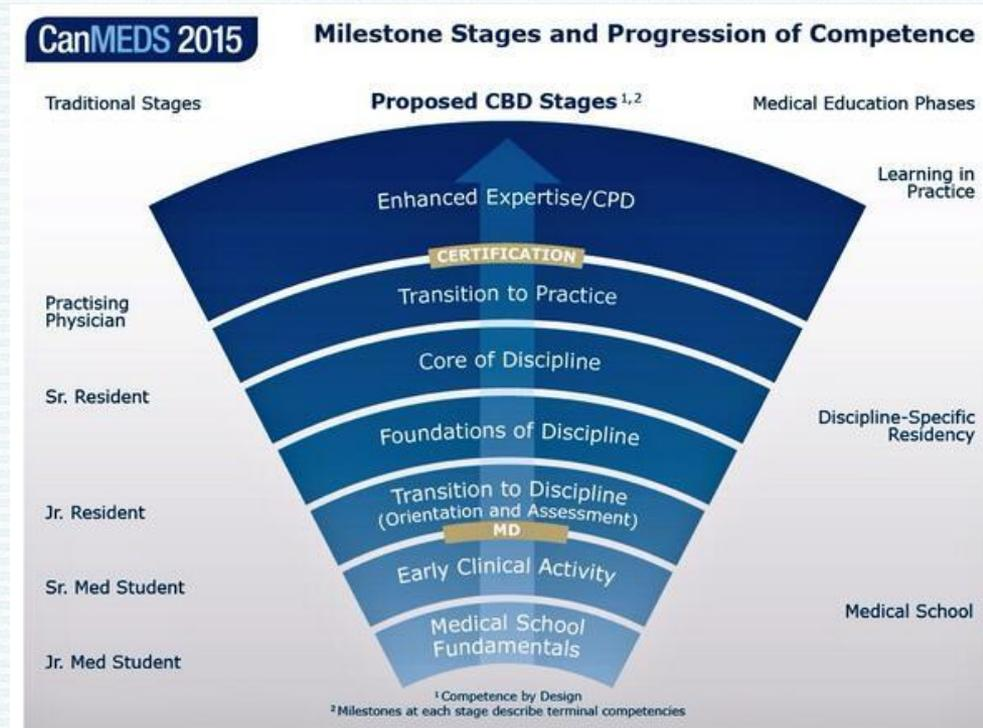 CanMEDS 2015
Milestone Stages and Progression of Competence
Traditional Stages
Proposed CBD Stages 1,2
Medical Education Phases
Learning in
Practice
Enhanced Expertise/CPD
CERTIFICATION
Transition to Practice
Practising
Physician
Core of Discipline
Sr. Resident
Discipline-Specific
Residency
Foundations of Discipline
Transition to Discipline
(Orientation and Assessment)
Jr. Resident
MD
Early Clinical Activity
Sr. Med Student
Medical School
Medical School
Fundamentals
Jr. Med Student
1 Competence by Design
2 Milestones at each stage describe terminal competencies